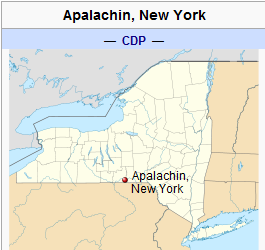 Apalachin, New York
— CDP —
Apalachin,
New York